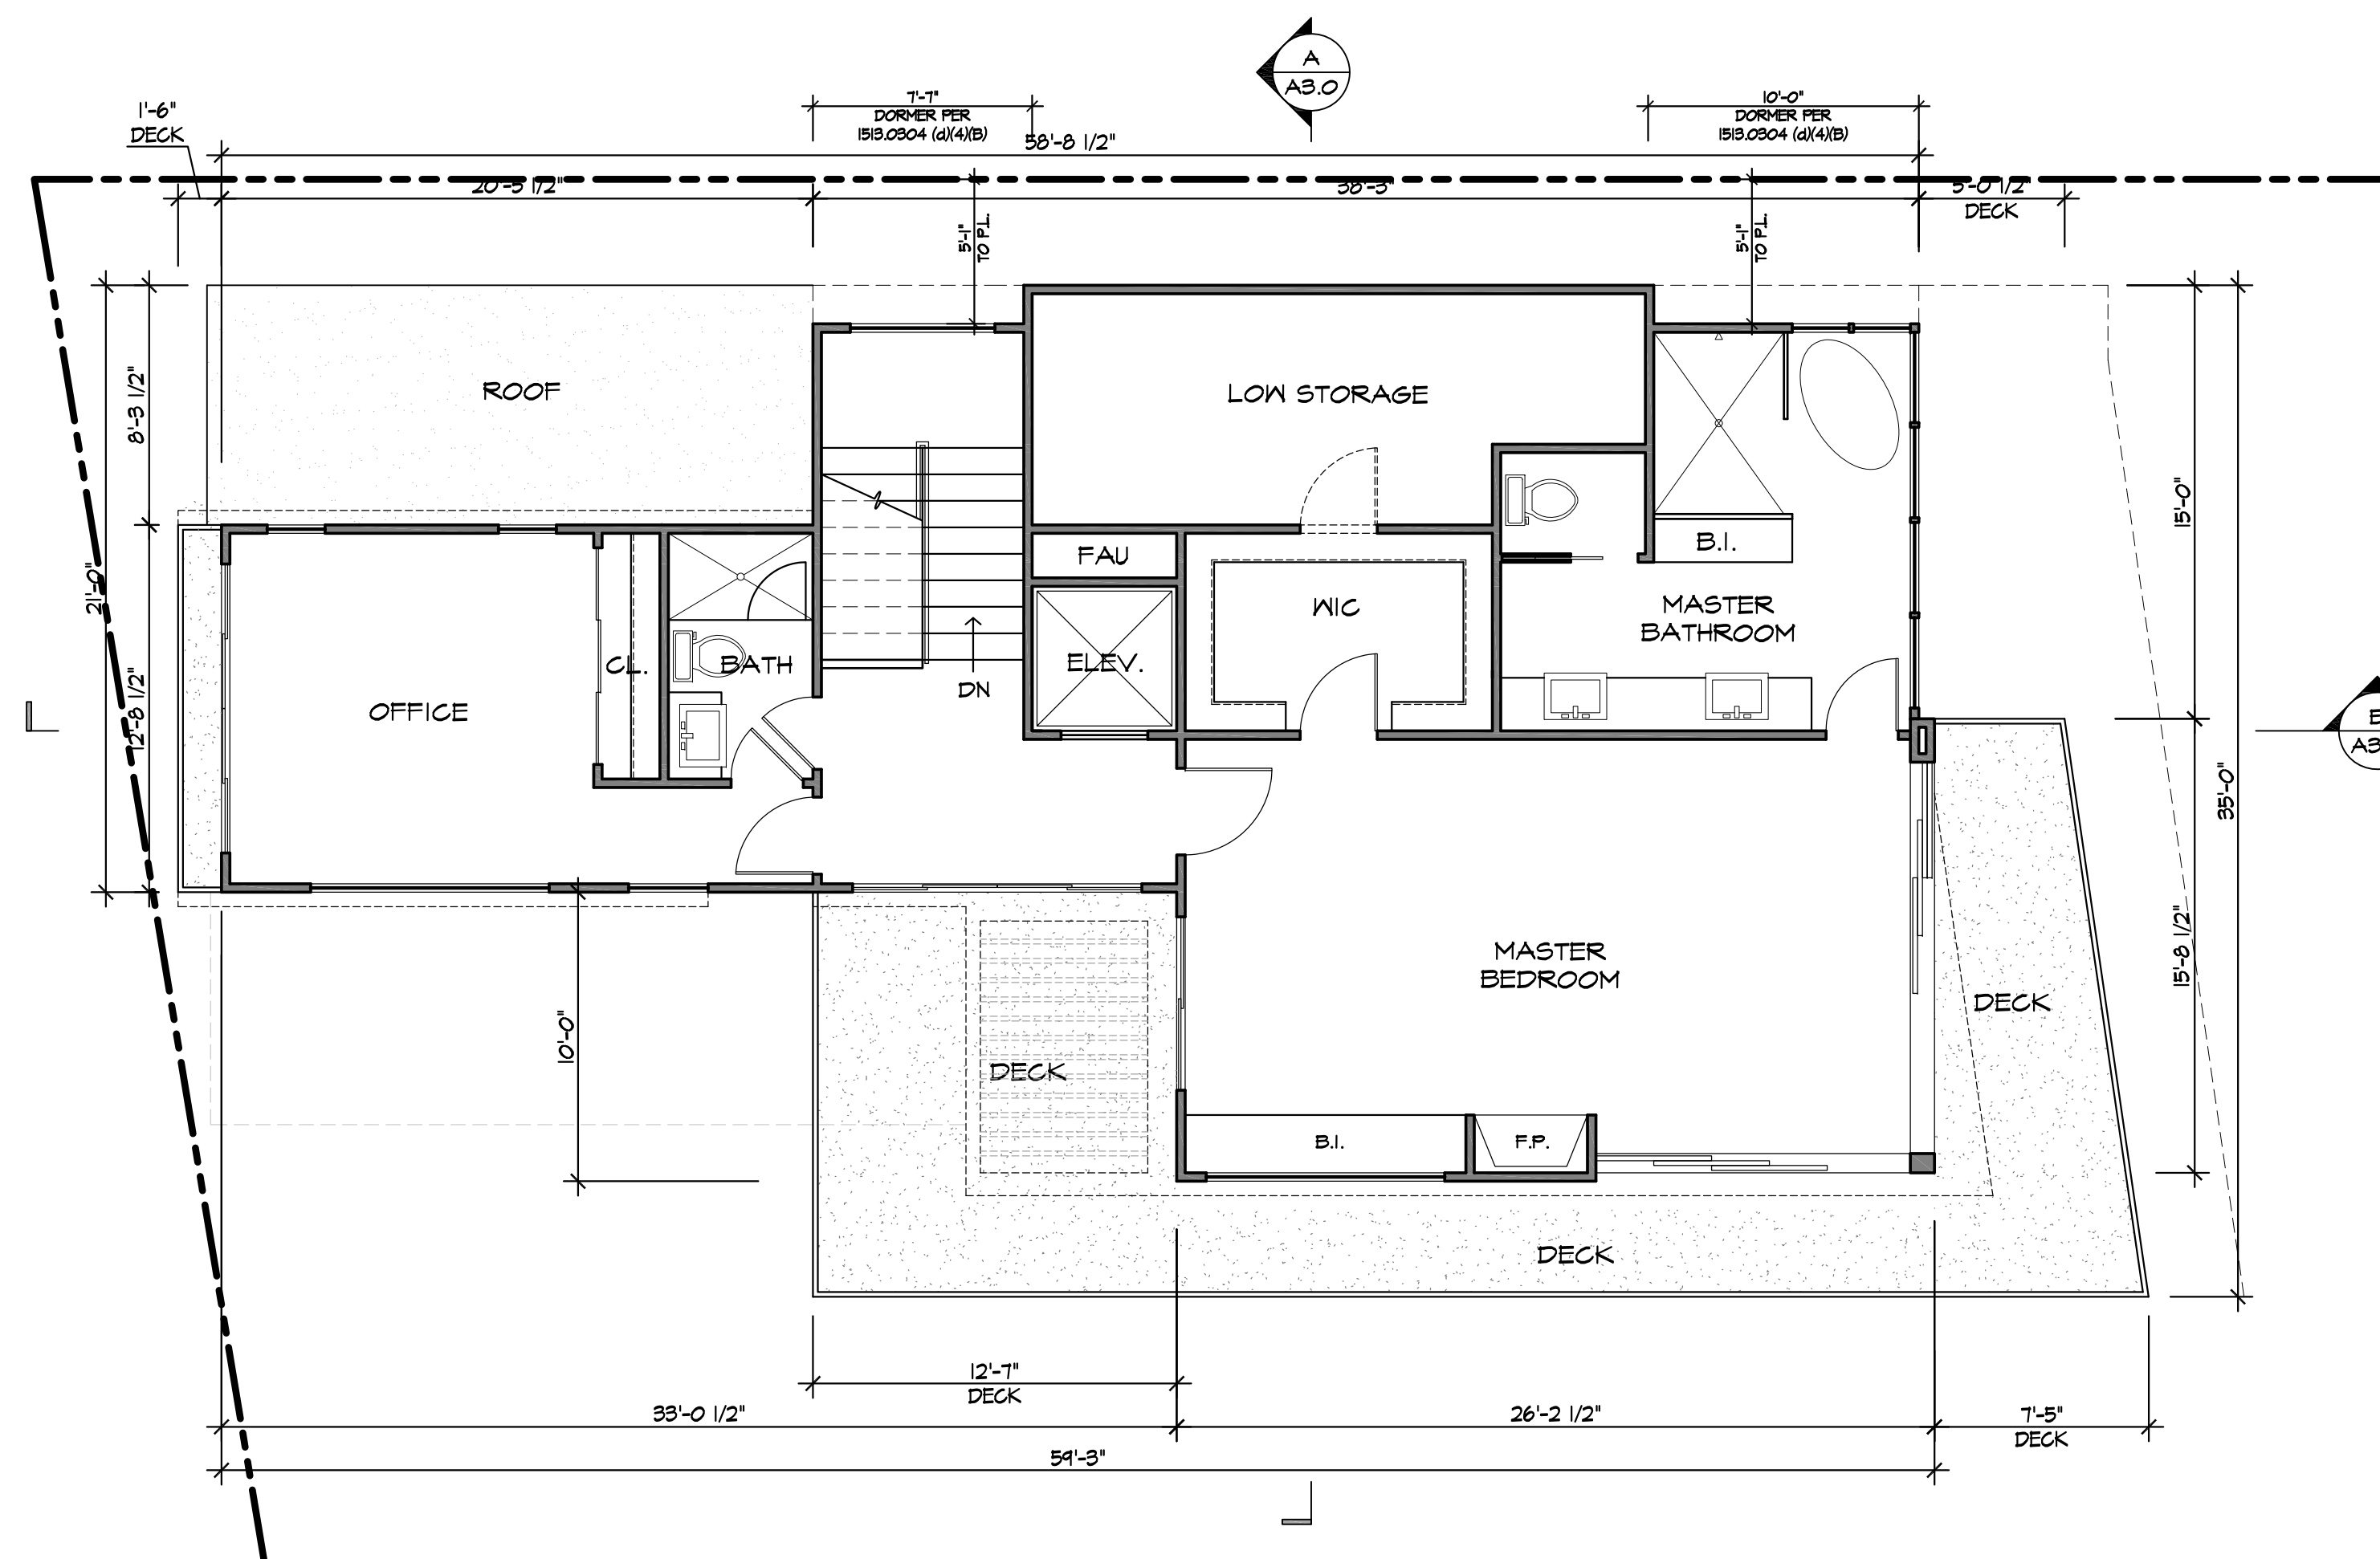 A
A3.0
1'-6"
DECK
7'-7"
DORMER PER
1513.0304 (d)(4)(B)
10'-0"
DORMER PER
1513.0304 (d)(4)(B)
58'-8 1/2"
20'-5 1/2"
38'-3"
5'-0 1/2"
DECK
5'-1"
TO P.L.
5'-1"
TO P.L.
8'-3 1/2"
21'-0"
12'-8 1/2"
ROOF
LOW STORAGE
15'-0"
FAU
B.I.
WIC
MASTER
BATHROOM
CL.
BATH
ELEV.
DN
OFFICE
A3
35'-0"
MASTER
BEDROOM
15'-8 1/2"
DECK
10'-0"
DECK
B.I.
F.P.
DECK
12'-7"
DECK
33'-0 1/2"
26'-2 1/2"
7'-5"
DECK
59'-3"